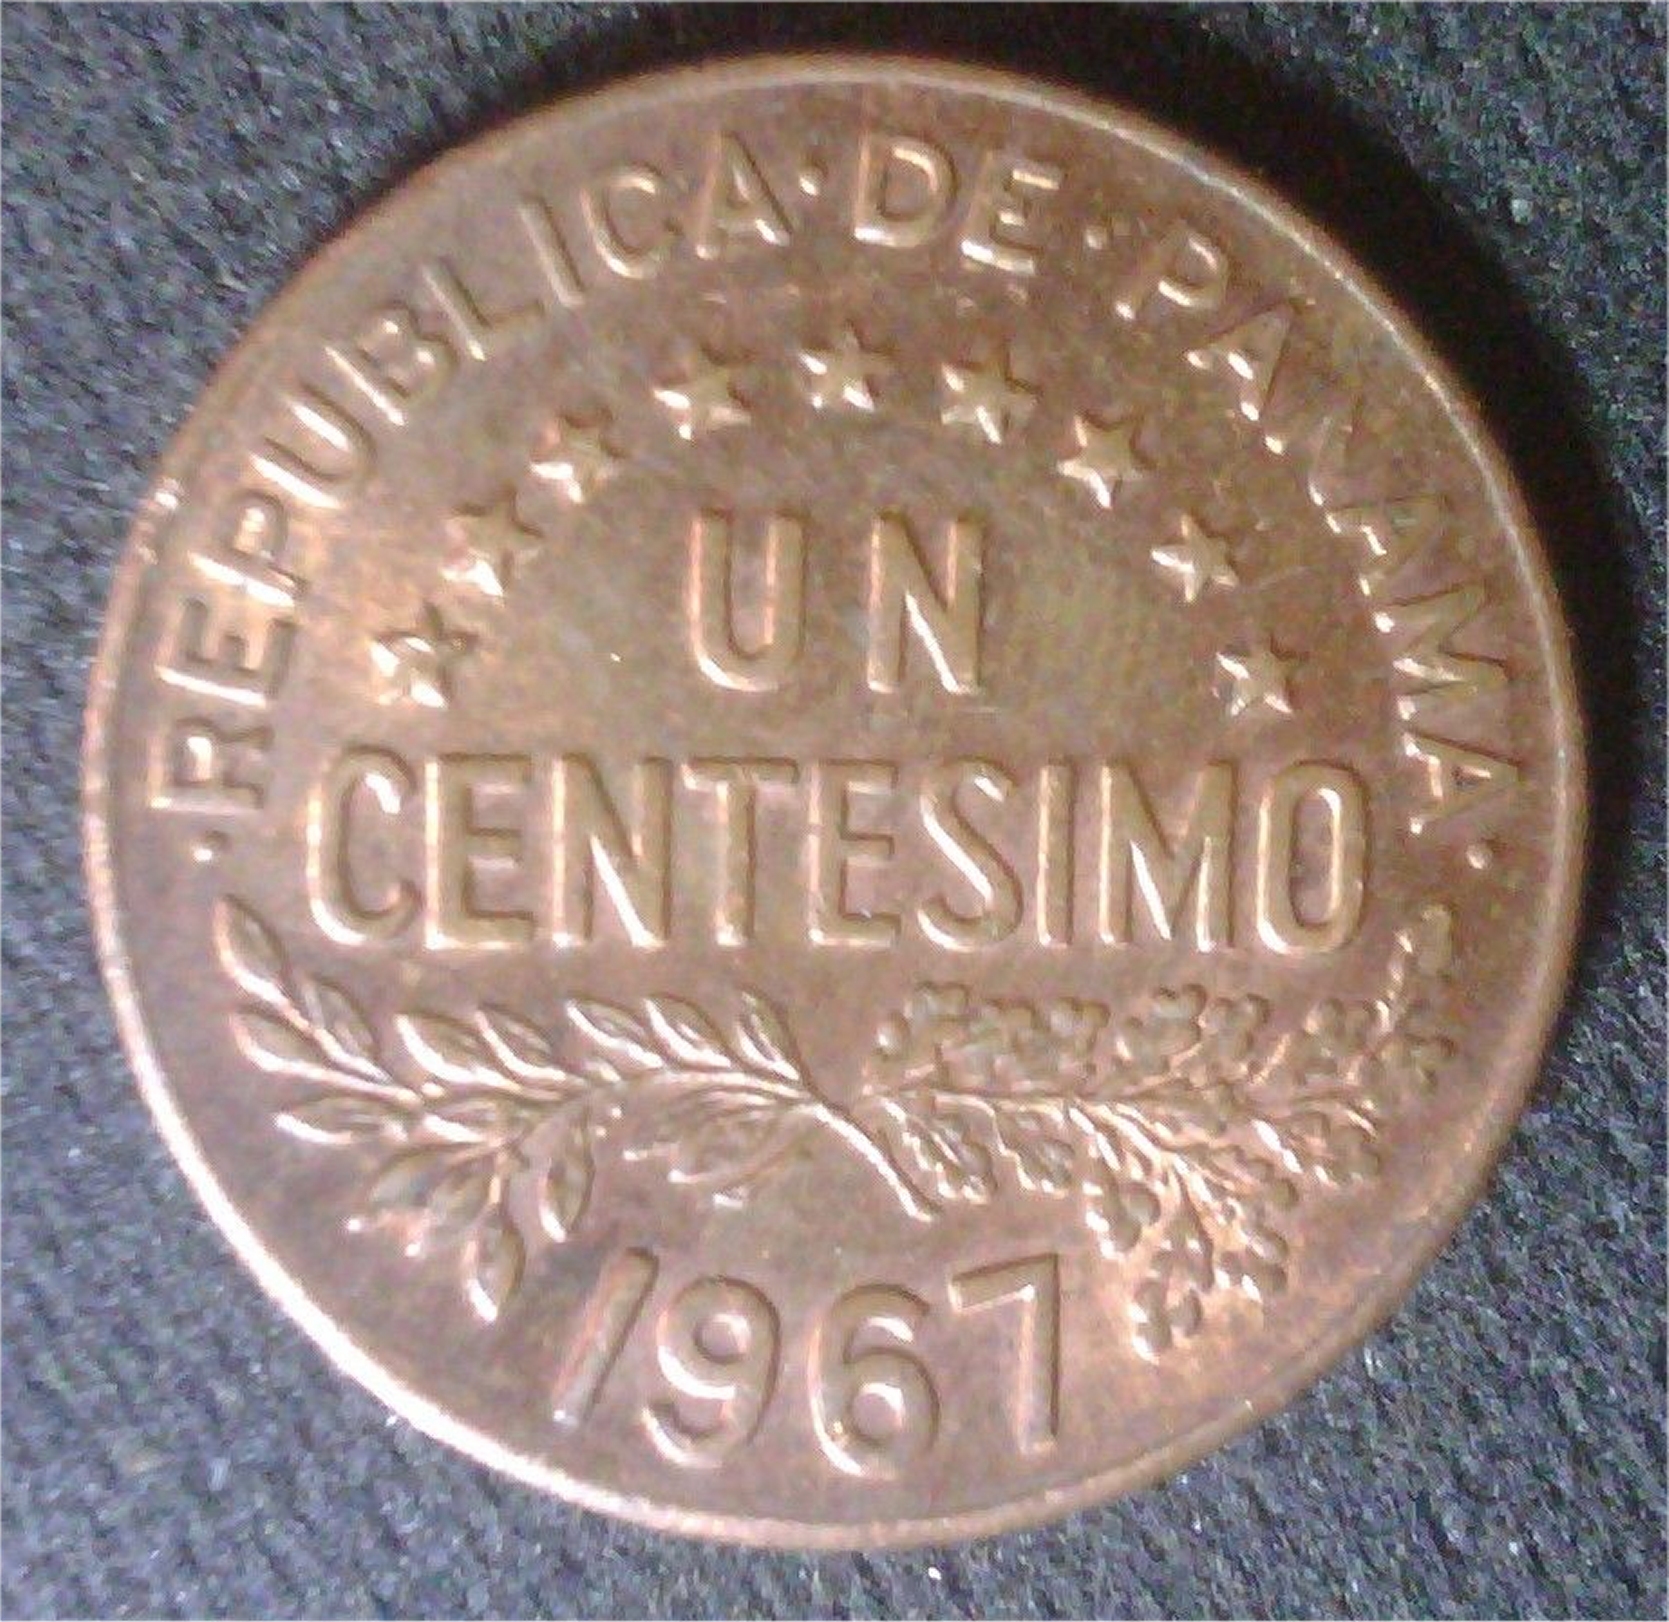 ·REPUBLICA·DE·PANAMA·
UN
CENTESIMO
1967